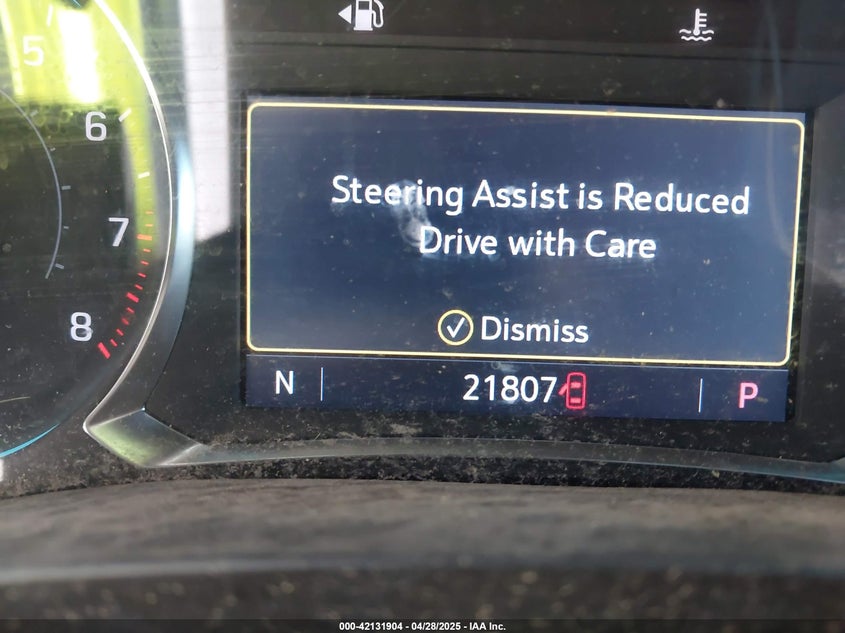 5
6
7
8
Steering Assist is Reduced
Drive with Care
Dismiss
N 21807 P
000-42131904 - 04/28/2025 - IAA Inc.